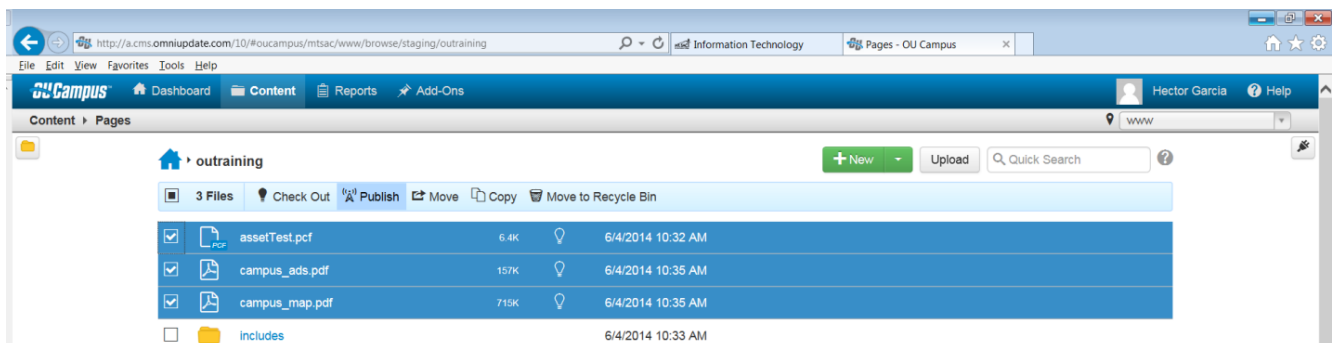 http://a.cms.omniupdate.com/10/#oucampus/mtsac/www/browse/staging/outraining Information Technology Pages - OU Campus
File Edit View Favorites Tools Help
OU Campus Dashboard Content Reports Add-Ons Hector Garcia Help
Content Pages www
outraining New Upload Quick Search
3 Files Check Out Publish Move Copy Move to Recycle Bin
PCF assetTest.pcf 6.4K 6/4/2014 10:32 AM
campus_ads.pdf 157K 6/4/2014 10:35 AM
campus_map.pdf 715K 6/4/2014 10:35 AM
includes 6/4/2014 10:33 AM